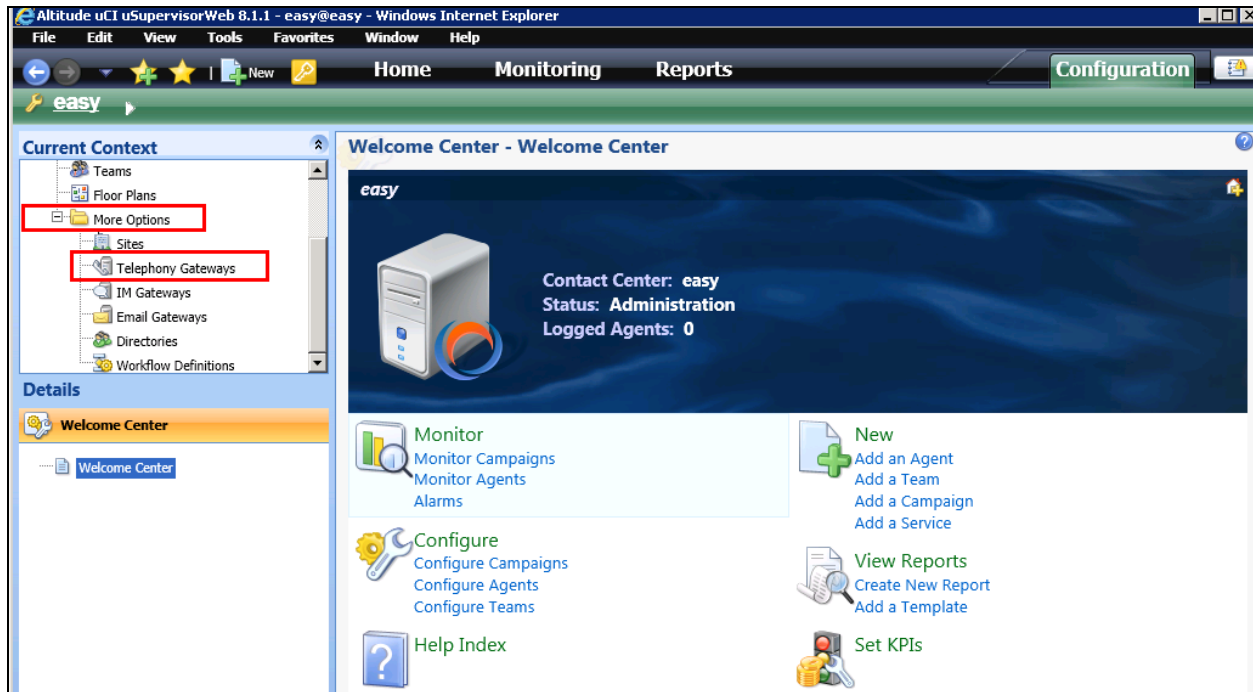 Altitude uCI uSupervisorWeb 8.1.1 - easy@easy - Windows Internet Explorer
File Edit View Tools Favorites Window Help
New Home Monitoring Reports Configuration
easy
Current Context
Teams
Floor Plans
More Options
Sites
Telephony Gateways
IM Gateways
Email Gateways
Directories
Workflow Definitions
Details
Welcome Center
Welcome Center
Welcome Center - Welcome Center
easy
Contact Center: easy
Status: Administration
Logged Agents: 0
Monitor
Monitor Campaigns
Monitor Agents
Alarms
New
Add an Agent
Add a Team
Add a Campaign
Add a Service
Configure
Configure Campaigns
Configure Agents
Configure Teams
View Reports
Create New Report
Add a Template
Help Index
Set KPIs